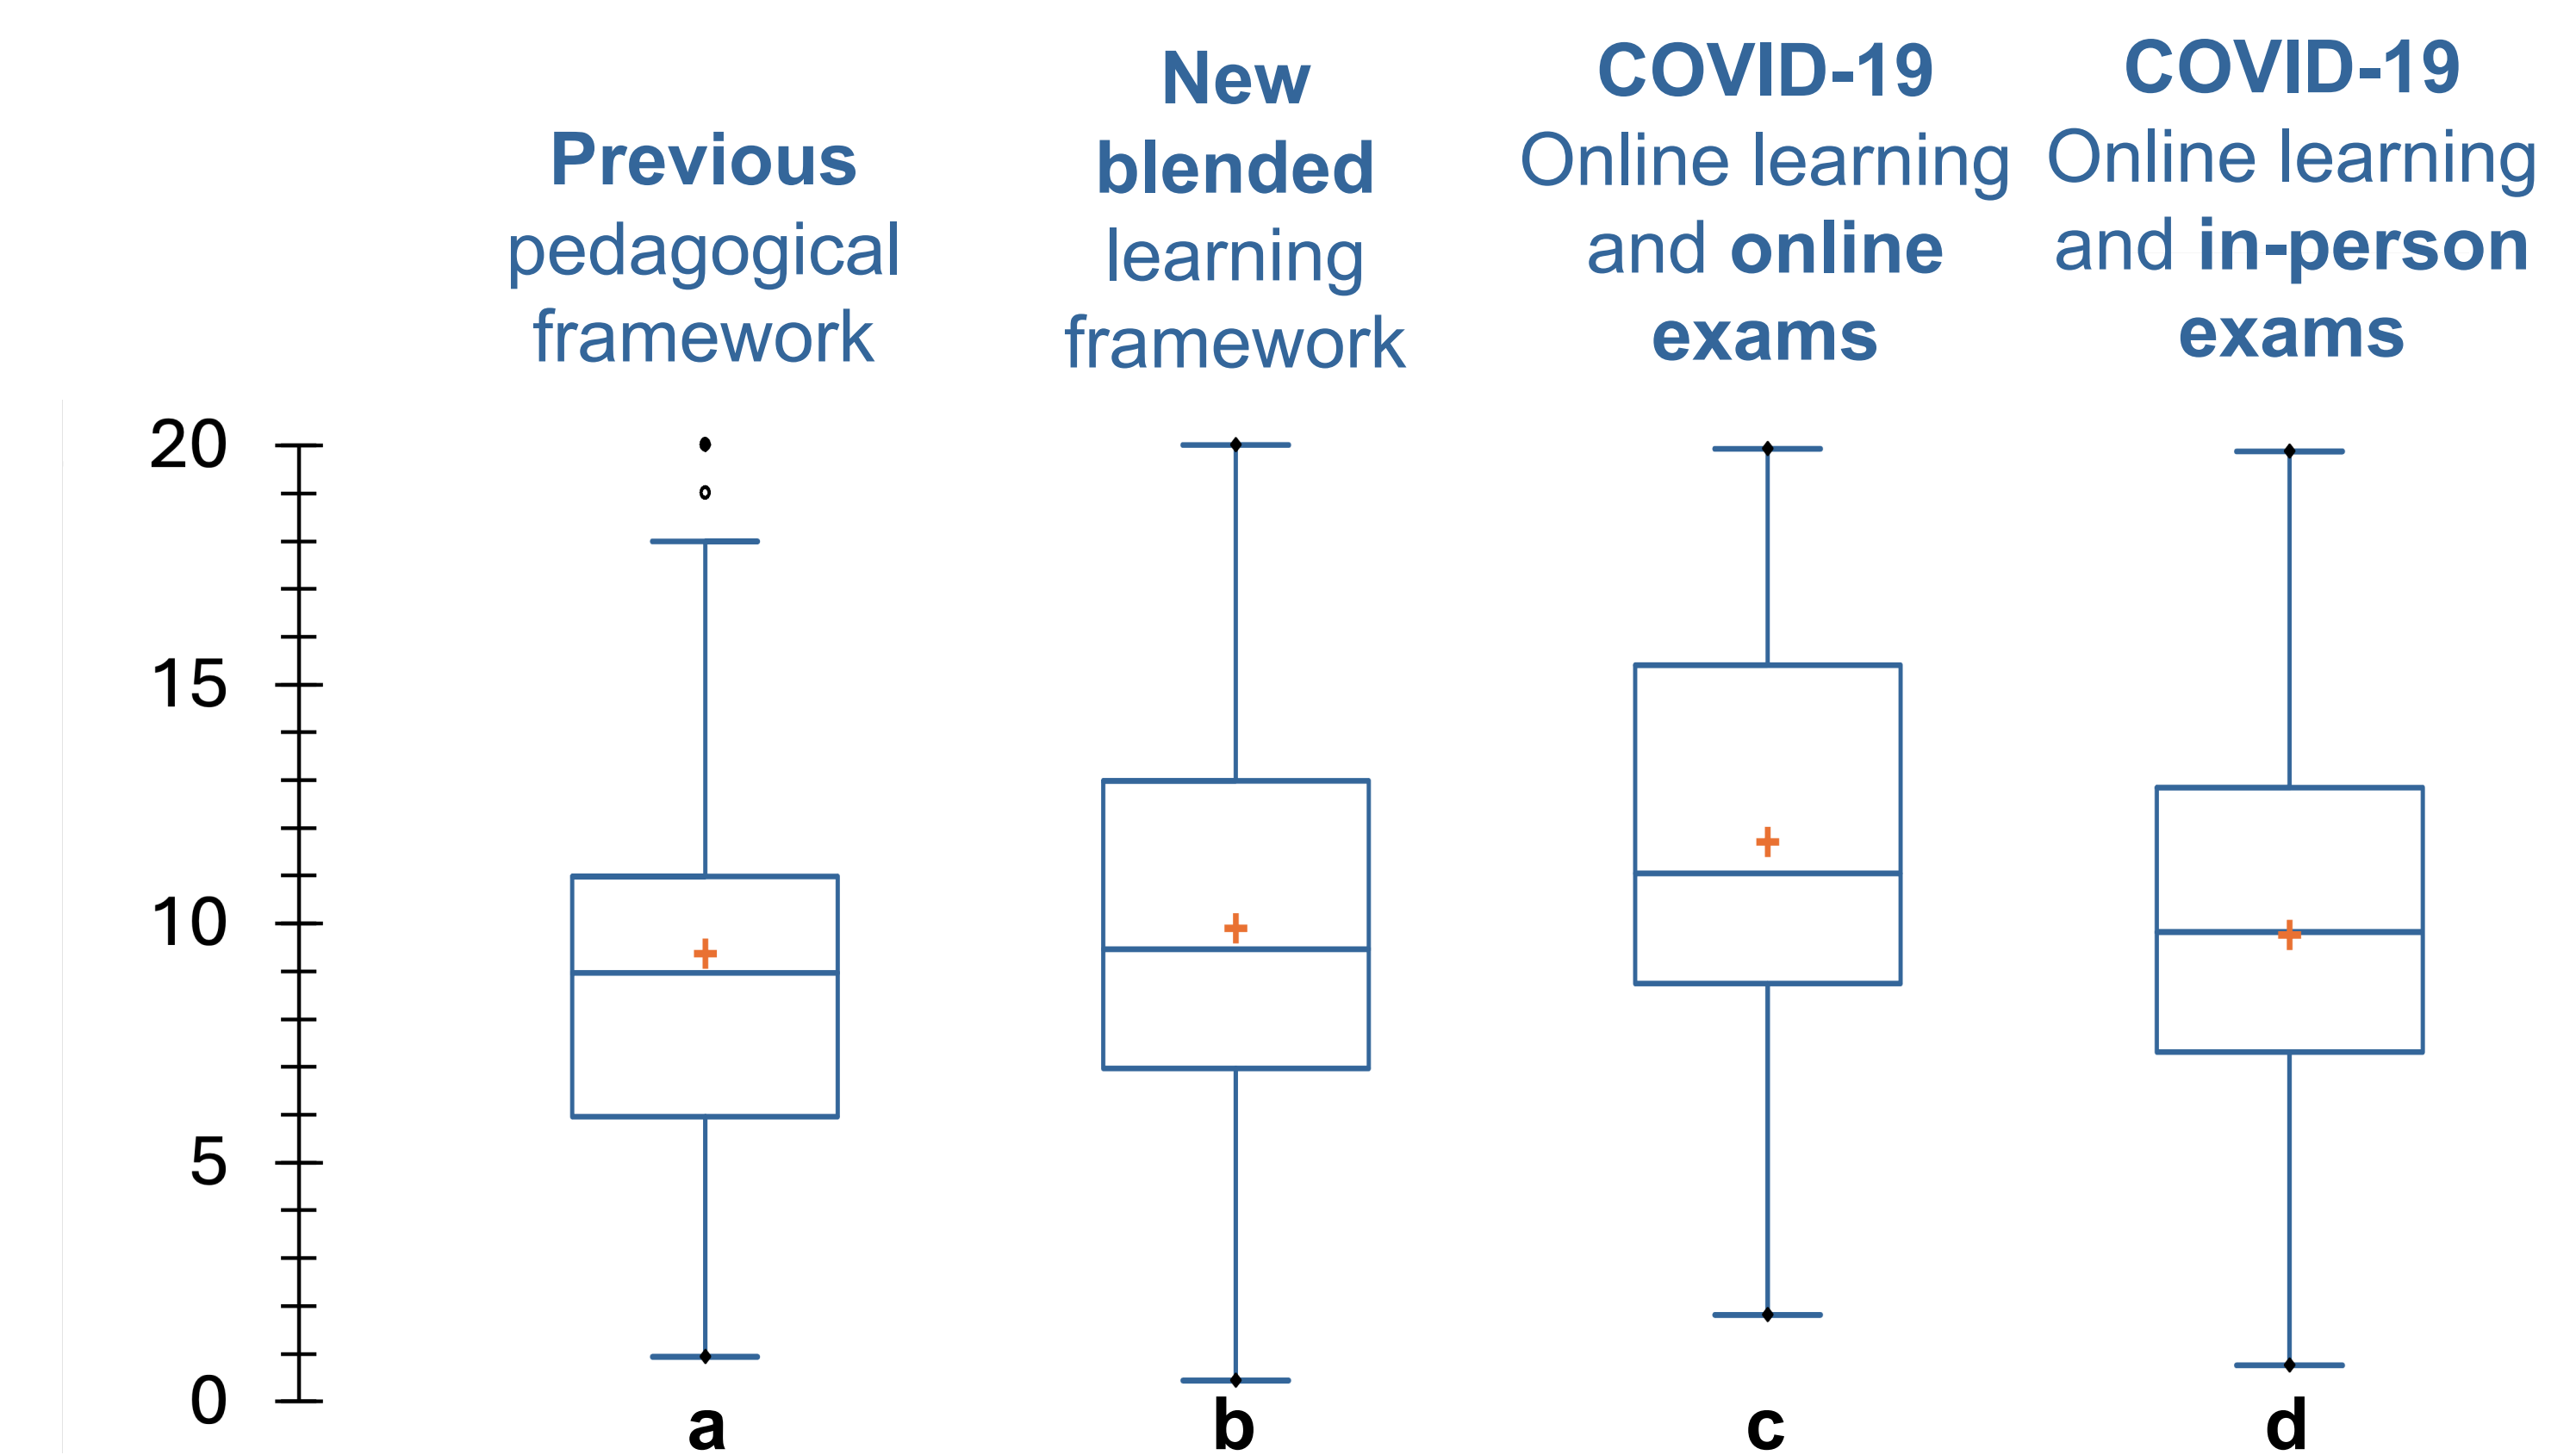 Previous
pedagogical
framework
New
blended
learning
framework
COVID-19
Online learning
and online
exams
COVID-19
Online learning
and in-person
exams
20
15
10
5
0
a
b
c
d